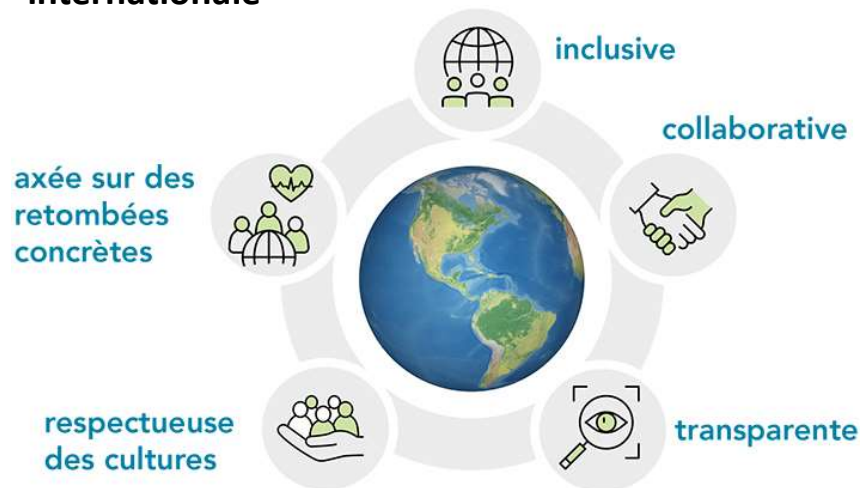 internationale
inclusive
collaborative
axée sur des
retombées
concrètes
respectueuse
des cultures
transparente